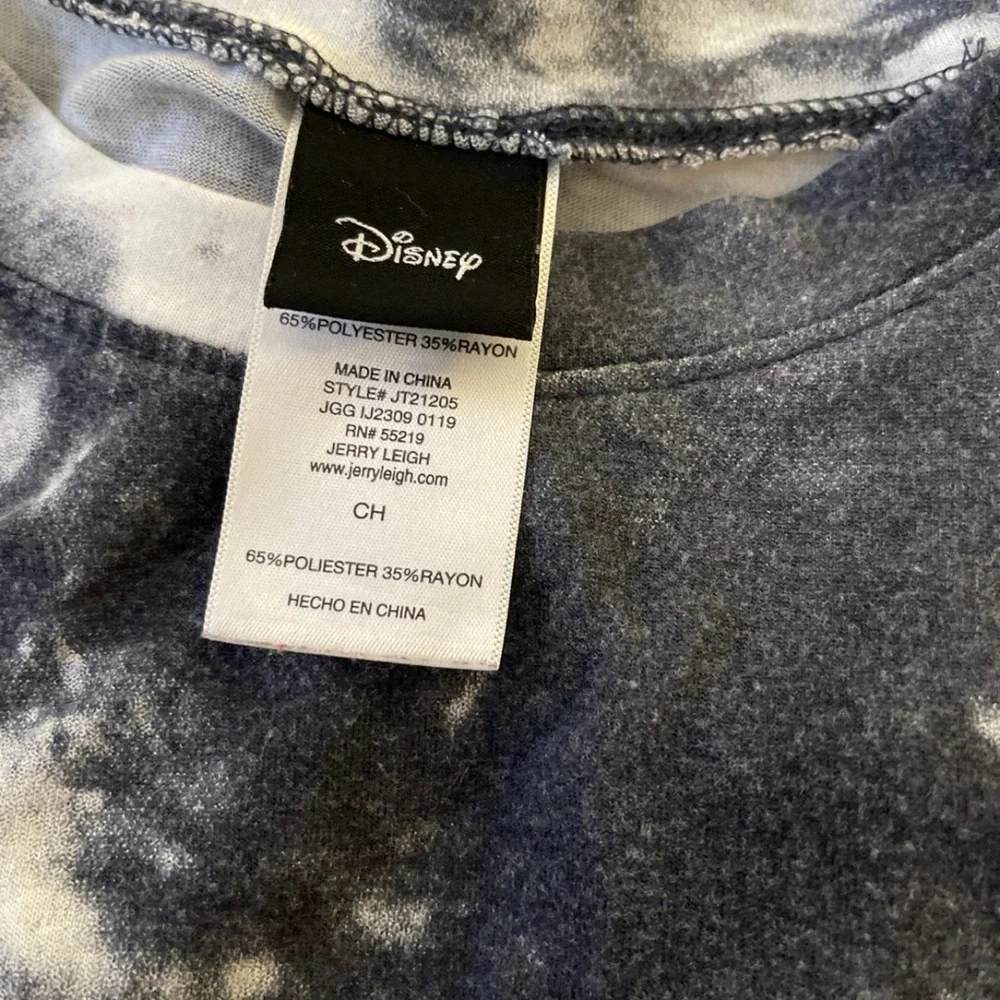 Disney
65%POLYESTER 35%RAYON
MADE IN CHINA
STYLE# JT21205
JGG IJ2309 0119
RN# 55219
JERRY LEIGH
www.jerryleigh.com
CH
65%POLIESTER 35%RAYON
HECHO EN CHINA